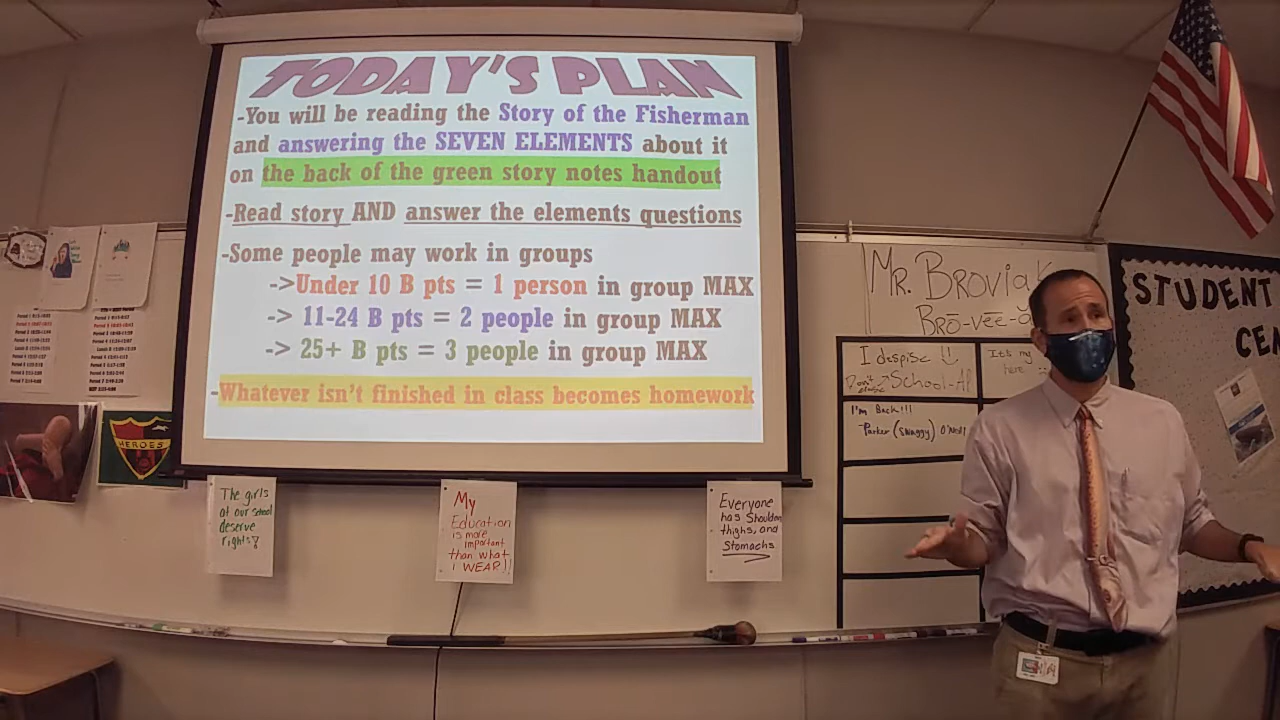 TODAY'S PLAN
-You will be reading the Story of the Fisherman
and answering the SEVEN ELEMENTS about it
on the back of the green story notes handout
-Read story AND answer the elements questions
-Some people may work in groups
->Under 10 B pts = 1 person in group MAX
-> 11-24 B pts = 2 people in group MAX
-> 25+ B pts = 3 people in group MAX
-Whatever isn't finished in class becomes homework
MR. BROVIAK
BRŌ-VĒE-
STUDENT
CE
I despise
School-
It's my
here
I'm Back!!!
Parker (Swaggy) O'Neil
HEROES
The girls
at our school
deserve
rights!
My
Education
is more
important
than what
I WEAR!!
Everyone
has Shoulders
thighs, and
Stomachs